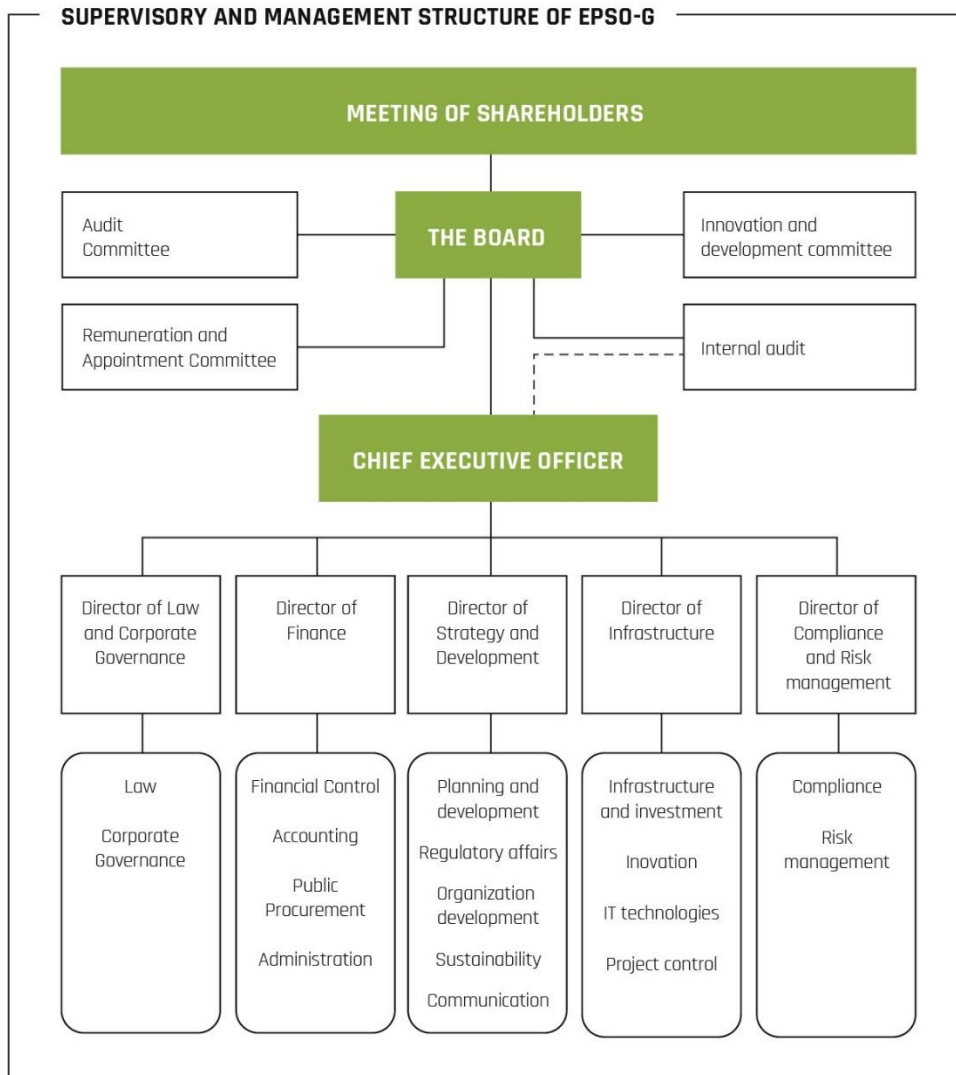 SUPERVISORY AND MANAGEMENT STRUCTURE OF EPSO-G
MEETING OF SHAREHOLDERS
Audit
Committee
THE BOARD
Innovation and
development committee
Remuneration and
Appointment Committee
Internal audit
CHIEF EXECUTIVE OFFICER
Director of Law
and Corporate
Governance
Director of
Finance
Director of
Strategy and
Development
Director of
Infrastructure
Director of
Compliance
and Risk
management
Law
Corporate
Governance
Financial Control
Accounting
Public
Procurement
Administration
Planning and
development
Regulatory affairs
Organization
development
Sustainability
Communication
Infrastructure
and investment
Inovation
IT technologies
Project control
Compliance
Risk
management